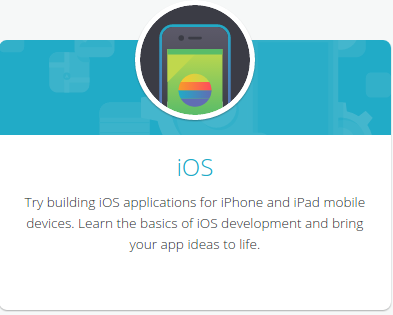 iOS
Try building iOS applications for iPhone and iPad mobile
devices. Learn the basics of iOS development and bring
your app ideas to life.